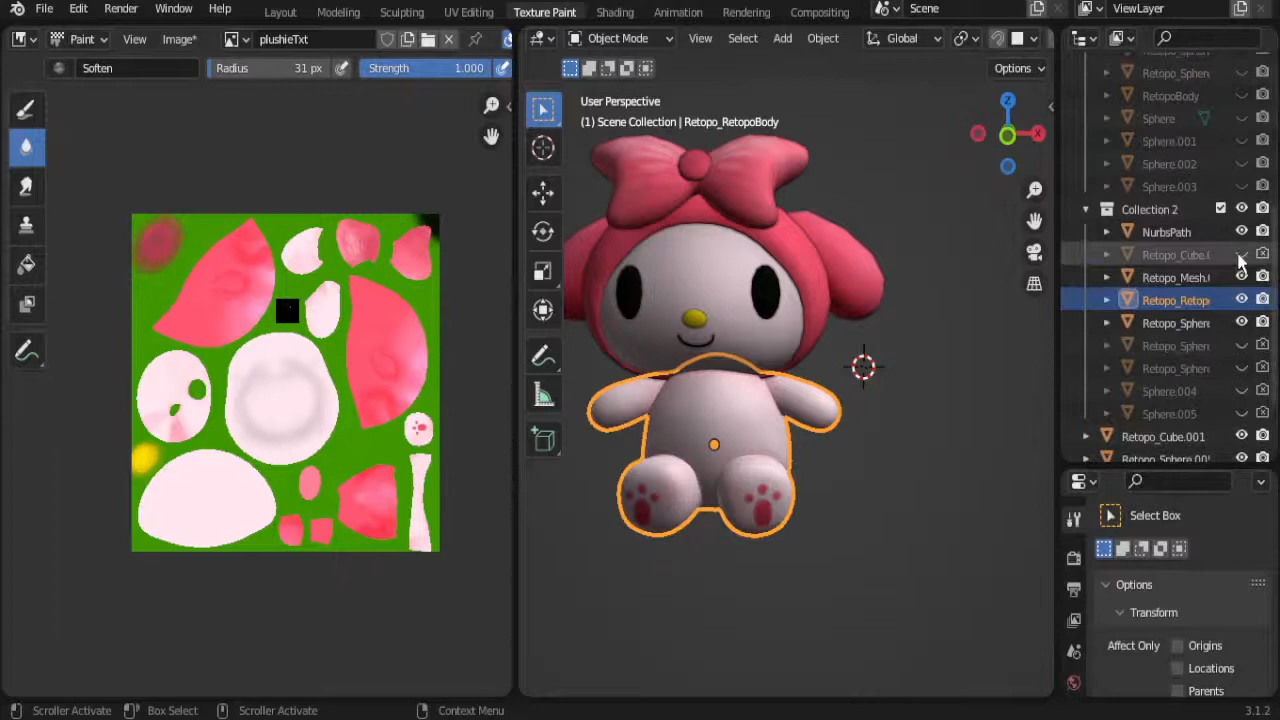 File Edit Render Window Help Layout Modeling Sculpting UV Editing Texture Paint Shading Animation Rendering Compositing Scene ViewLayer
Paint View Image* plushieTxt
Object Mode View Select Add Object Global
Soften Radius 31 px Strength 1.000
Options
User Perspective
(1) Scene Collection | Retopo_RetopoBody
Z
X
Retopo_Spher
RetopoBody
Sphere
Sphere.001
Sphere.002
Sphere.003
Collection 2
NurbsPath
Retopo_Cube.(
Retopo_Mesh.(
Retopo_Retop
Retopo_Spher
Retopo_Spher
Retopo_Spher
Sphere.004
Sphere.005
Retopo_Cube.001
Retopo_Sphere.00
Select Box
Options
Transform
Affect Only Origins
Locations
Parents
Scroller Activate Box Select Scroller Activate Context Menu 3.1.2